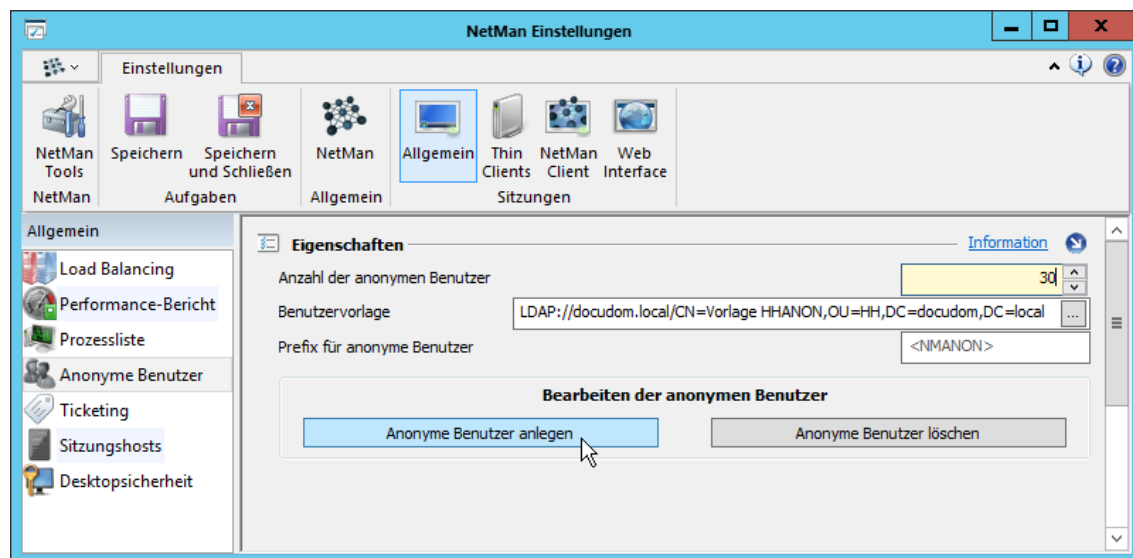 NetMan Einstellungen
Einstellungen
NetMan Tools
Speichern
Speichern und Schließen
NetMan
Allgemein
Thin Clients
NetMan Client
Web Interface
NetMan
Aufgaben
Allgemein
Sitzungen
Allgemein
Load Balancing
Performance-Bericht
Prozessliste
Anonyme Benutzer
Ticketing
Sitzungshosts
Desktopsicherheit
Eigenschaften
Information
Anzahl der anonymen Benutzer
30
Benutzervorlage
LDAP://docudom.local/CN=Vorlage HHANON,OU=HH,DC=docudom,DC=local
...
Prefix für anonyme Benutzer
<NMANON>
Bearbeiten der anonymen Benutzer
Anonyme Benutzer anlegen
Anonyme Benutzer löschen